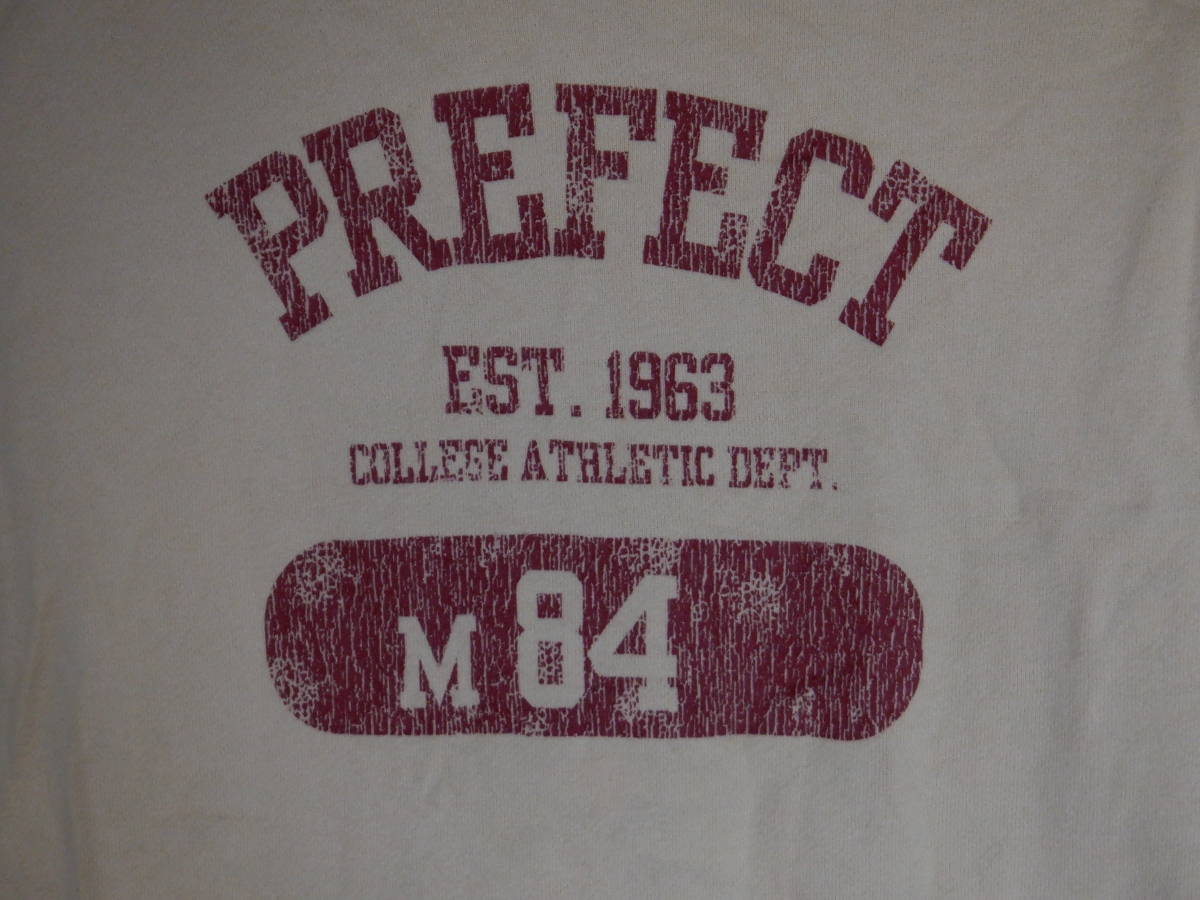 PREFECT
EST. 1963
COLLEGE ATHLETIC DEPT.
M 84